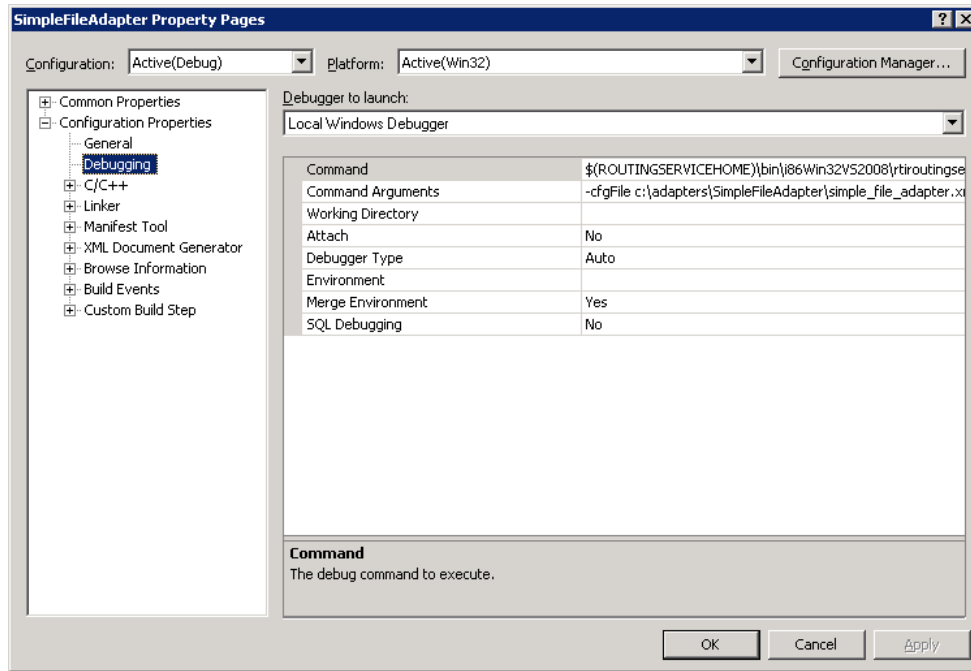 SimpleFileAdapter Property Pages
Configuration: Active(Debug) Platform: Active(Win32) Configuration Manager...
Common Properties
Configuration Properties
General
Debugging
C/C++
Linker
Manifest Tool
XML Document Generator
Browse Information
Build Events
Custom Build Step
Debugger to launch:
Local Windows Debugger
Command $(ROUTINGSERVICEHOME)\bin\i86Win32VS2008\rtiroutingse
Command Arguments -cfgFile c:\adapters\SimpleFileAdapter\simple_file_adapter.x
Working Directory
Attach No
Debugger Type Auto
Environment
Merge Environment Yes
SQL Debugging No
Command
The debug command to execute.
OK Cancel Apply